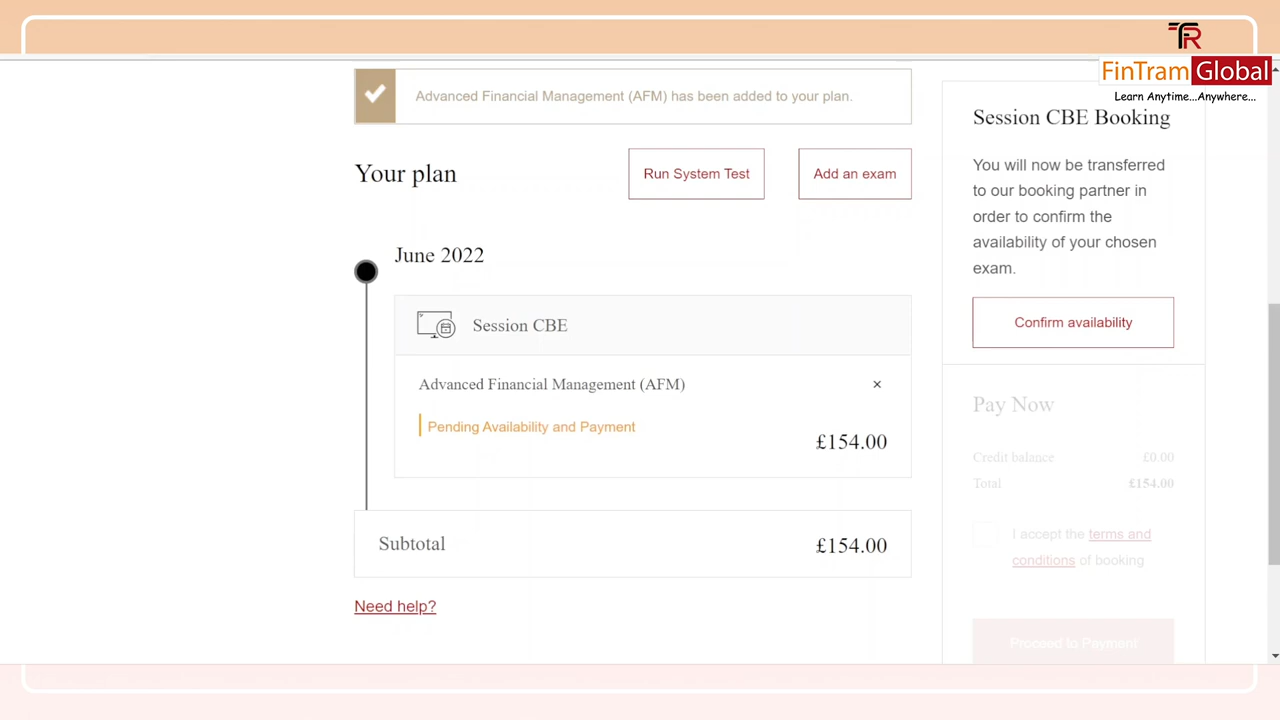 TR
FinTram Global
Learn Anytime...Anywhere...
Advanced Financial Management (AFM) has been added to your plan.
Your plan
Run System Test
Add an exam
June 2022
Session CBE
Advanced Financial Management (AFM)
×
Pending Availability and Payment
£154.00
Subtotal
£154.00
Need help?
Session CBE Booking
You will now be transferred
to our booking partner in
order to confirm the
availability of your chosen
exam.
Confirm availability
Pay Now
Credit balance £0.00
Total £154.00
I accept the terms and
conditions of booking
Proceed to Payment